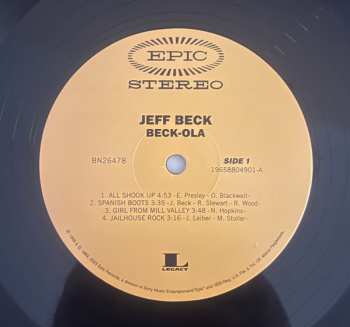 EPIC
STEREO
JEFF BECK
BECK-OLA
BN26478
SIDE 1
19658804901-A
1. ALL SHOOK UP 4:53 -E. Presley - O. Blackwell-
2. SPANISH BOOTS 3:35 -J. Beck - R. Stewart - R. Wood-
3. GIRL FROM MILL VALLEY 3:48 -N. Hopkins-
4. JAILHOUSE ROCK 3:16 -J. Leiber - M. Stoller-
L
LEGACY